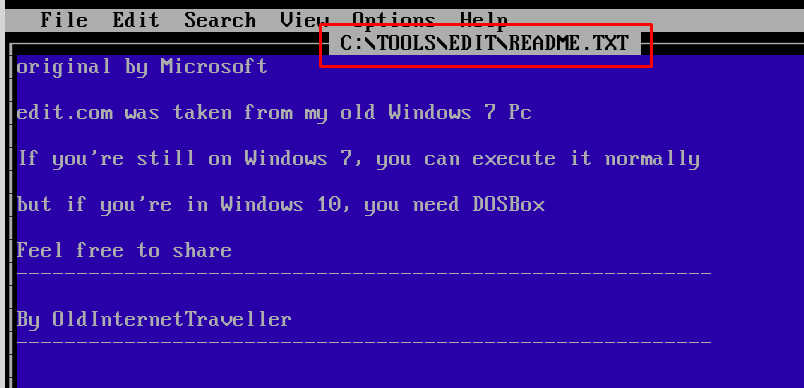 File Edit Search View Options Help
C:\TOOLS\EDIT\README.TXT
original by Microsoft
edit.com was taken from my old Windows 7 Pc
If you're still on Windows 7, you can execute it normally
but if you're in Windows 10, you need DOSBox
Feel free to share
----------------------------------------------------------
By OldInternetTraveller
----------------------------------------------------------